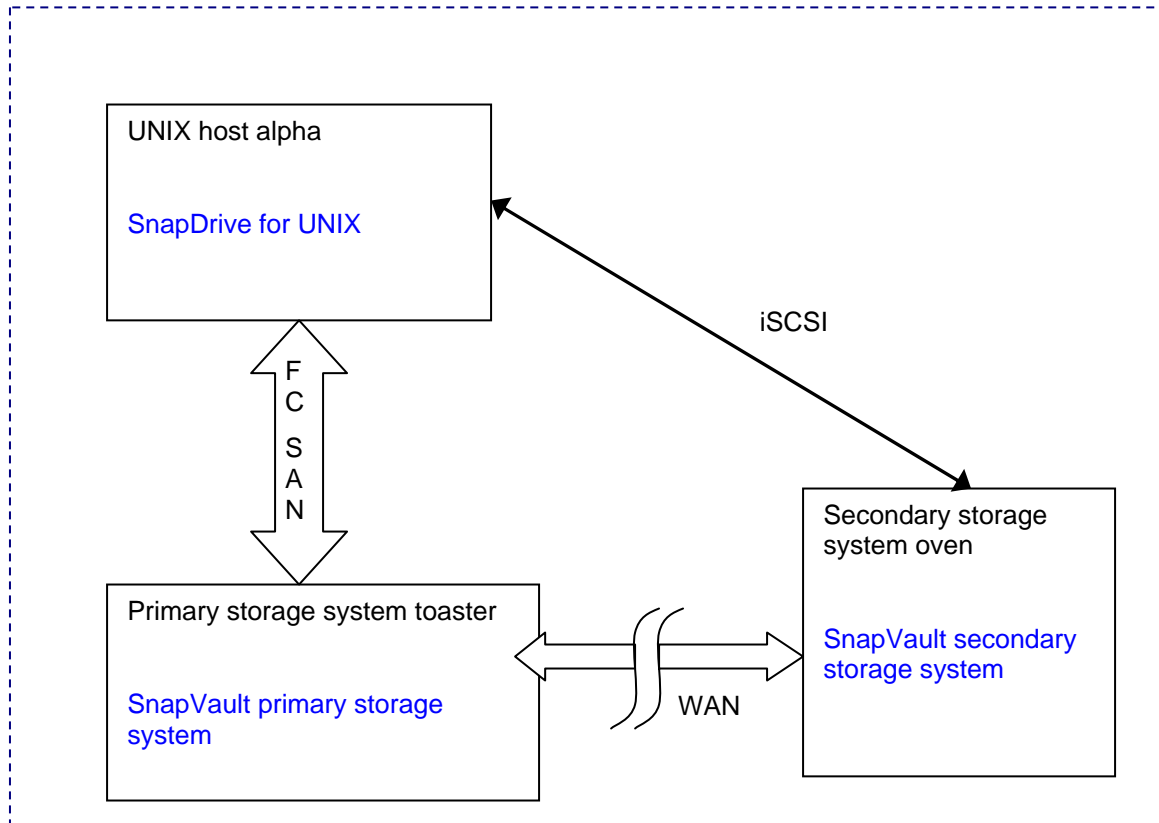 UNIX host alpha
SnapDrive for UNIX
iSCSI
F
C
S
A
N
Secondary storage
system oven
SnapVault secondary
storage system
Primary storage system toaster
SnapVault primary storage
system
WAN